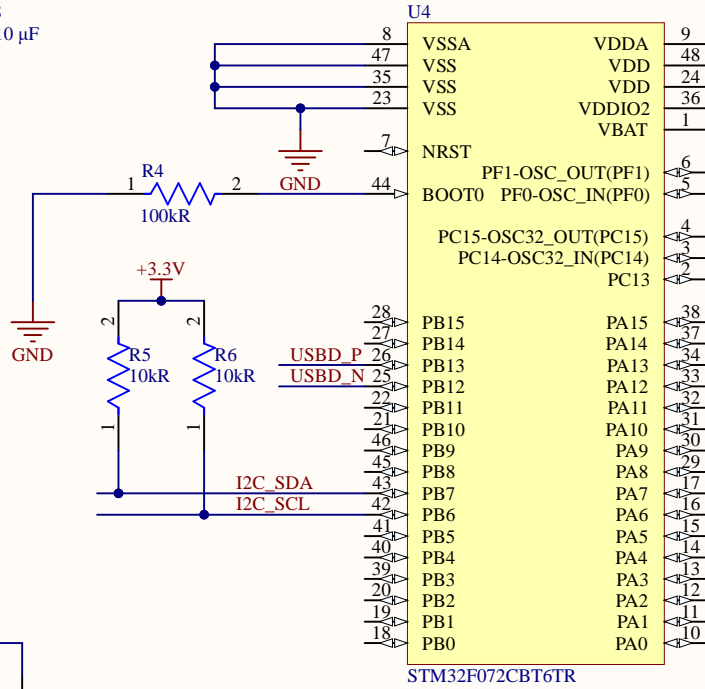 U4
10 µF
8 VSSA VDDA 9
47 VSS VDD 48
35 VSS VDD 24
23 VSS VDDIO2 36
VBAT 1
7 NRST
PF1-OSC_OUT(PF1) 6
GND
R4
1 2
100kR
44 BOOT0 PF0-OSC_IN(PF0) 5
PC15-OSC32_OUT(PC15) 4
PC14-OSC32_IN(PC14) 3
PC13 2
+3.3V
GND
2 2
R5 R6
10kR 10kR
1 1
28 PB15 PA15 38
27 PB14 PA14 37
USBD_P 26 PB13 PA13 34
USBD_N 25 PB12 PA12 33
22 PB11 PA11 32
21 PB10 PA10 31
46 PB9 PA9 30
45 PB8 PA8 29
I2C_SDA 43 PB7 PA7 17
I2C_SCL 42 PB6 PA6 16
41 PB5 PA5 15
40 PB4 PA4 14
39 PB3 PA3 13
20 PB2 PA2 12
19 PB1 PA1 11
18 PB0 PA0 10
STM32F072CBT6TR